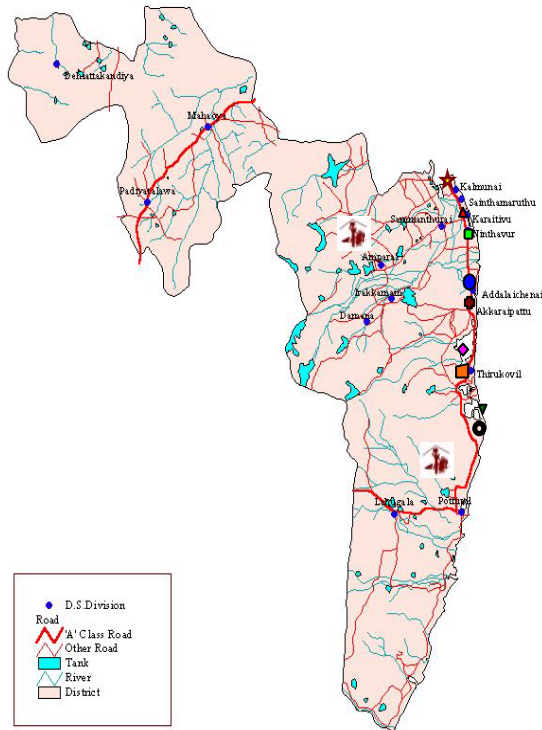 Dehiattakandiya
Mahaoya
Padiyatalawa
Kalmunai
Sainthamaruthu
Karaitivu
Sammanthurai
Ninthavur
Amparai
Addalaichenai
Irakkamam
Akkaraipattu
Damana
Thirukovil
Lahugala
Pottuvil
D.S.Division
Road
'A' Class Road
Other Road
Tank
River
District